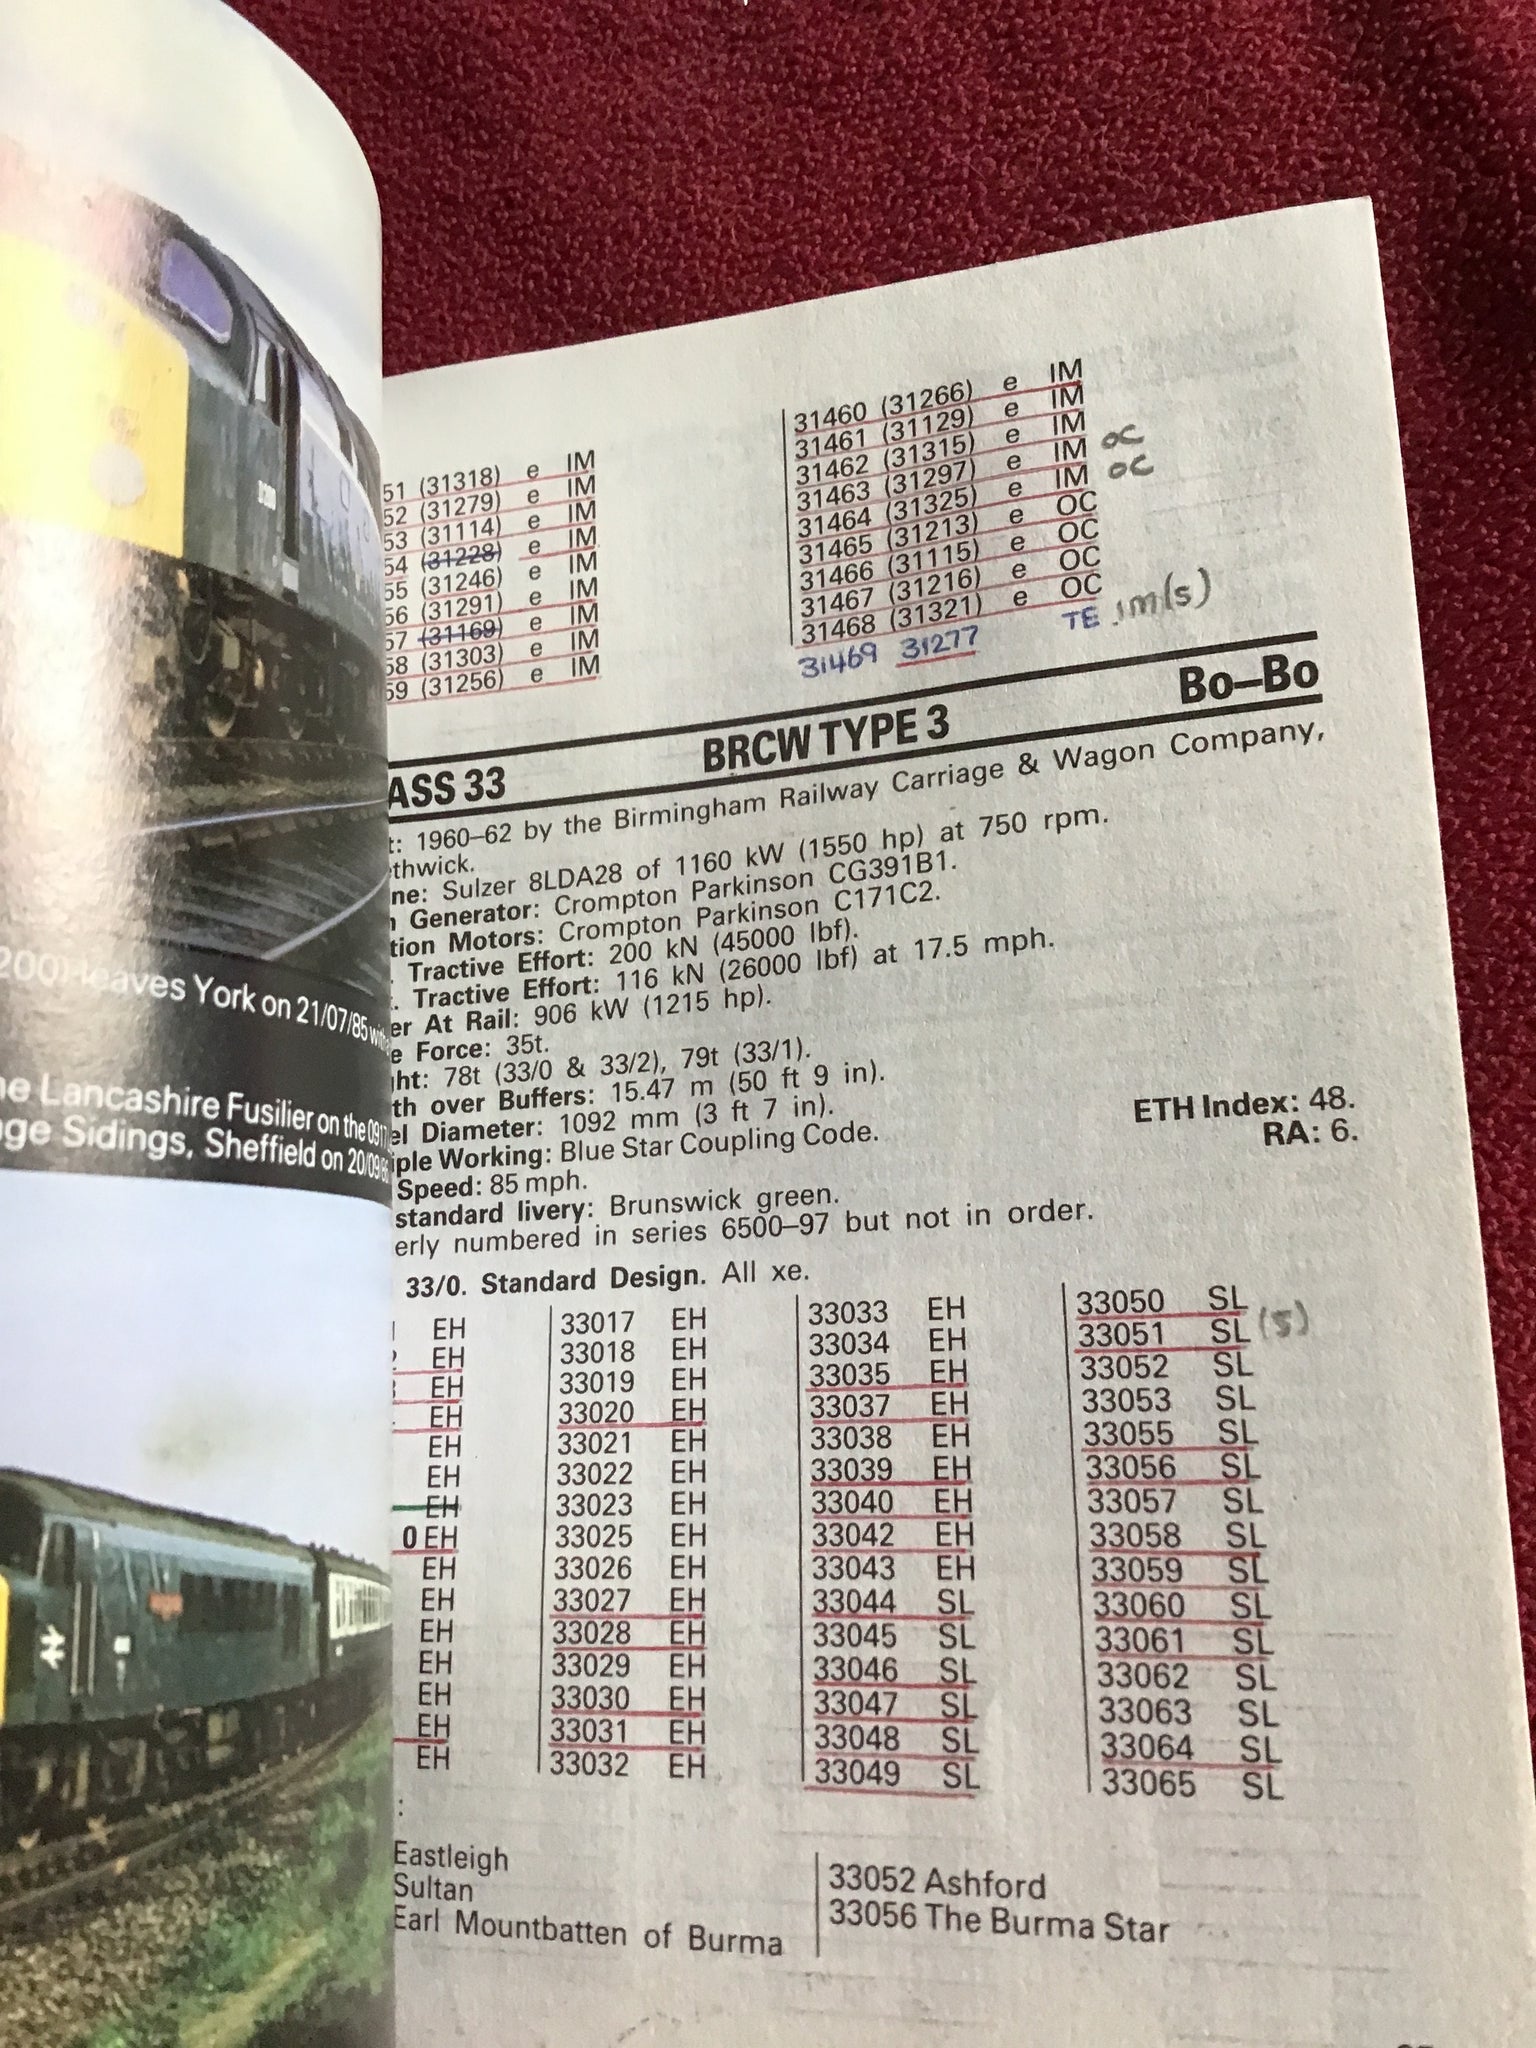 200) leaves York on 21/07/85 with
he Lancashire Fusilier on the 0917
ge Sidings, Sheffield on 20/09/86
51 (31318) e IM
52 (31279) e IM
53 (31114) e IM
54 (31228) e IM
55 (31246) e IM
56 (31291) e IM
57 (31169) e IM
58 (31303) e IM
59 (31256) e IM
31460 (31266) e IM
31461 (31129) e IM
31462 (31315) e IM
31463 (31297) e IM OC
31464 (31325) e IM OC
31465 (31213) e OC
31466 (31115) e OC
31467 (31216) e OC
31468 (31321) e OC
31469 31277 TE IM(S)
ASS 33 BRCW TYPE 3 Bo–Bo
t: 1960–62 by the Birmingham Railway Carriage & Wagon Company,
thwick.
ne: Sulzer 8LDA28 of 1160 kW (1550 hp) at 750 rpm.
n Generator: Crompton Parkinson CG391B1.
tion Motors: Crompton Parkinson C171C2.
. Tractive Effort: 200 kN (45000 lbf).
t. Tractive Effort: 116 kN (26000 lbf) at 17.5 mph.
er At Rail: 906 kW (1215 hp).
e Force: 35t.
ght: 78t (33/0 & 33/2), 79t (33/1).
th over Buffers: 15.47 m (50 ft 9 in).
el Diameter: 1092 mm (3 ft 7 in). ETH Index: 48.
iple Working: Blue Star Coupling Code. RA: 6.
Speed: 85 mph.
standard livery: Brunswick green.
erly numbered in series 6500–97 but not in order.
33/0. Standard Design. All xe.
EH
EH
EH
EH
EH
EH
EH
0 EH
EH
EH
EH
EH
EH
EH
EH
33017 EH
33018 EH
33019 EH
33020 EH
33021 EH
33022 EH
33023 EH
33025 EH
33026 EH
33027 EH
33028 EH
33029 EH
33030 EH
33031 EH
33032 EH
33033 EH
33034 EH
33035 EH
33037 EH
33038 EH
33039 EH
33040 EH
33042 EH
33043 EH
33044 SL
33045 SL
33046 SL
33047 SL
33048 SL
33049 SL
33050 SL
33051 SL (S)
33052 SL
33053 SL
33055 SL
33056 SL
33057 SL
33058 SL
33059 SL
33060 SL
33061 SL
33062 SL
33063 SL
33064 SL
33065 SL
:
Eastleigh
Sultan
Earl Mountbatten of Burma
33052 Ashford
33056 The Burma Star